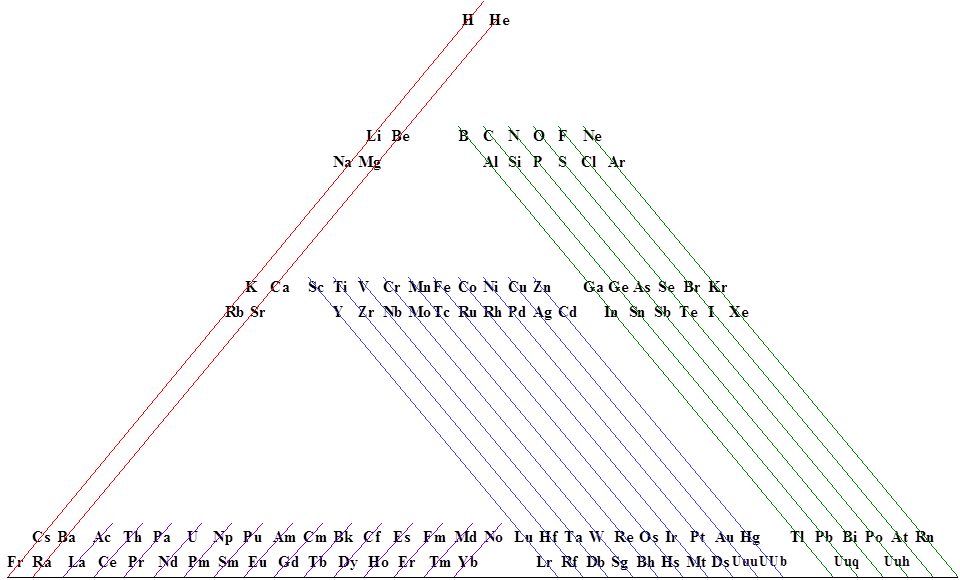 H He
Li Be B C N O F Ne
Na Mg Al Si P S Cl Ar
K Ca Sc Ti V Cr Mn Fe Co Ni Cu Zn Ga Ge As Se Br Kr
Rb Sr Y Zr Nb Mo Tc Ru Rh Pd Ag Cd In Sn Sb Te I Xe
Cs Ba Ac Th Pa U Np Pu Am Cm Bk Cf Es Fm Md No Lu Hf Ta W Re Os Ir Pt Au Hg Tl Pb Bi Po At Rn
Fr Ra La Ce Pr Nd Pm Sm Eu Gd Tb Dy Ho Er Tm Yb Lr Rf Db Sg Bh Hs Mt Ds Uuu UUb Uuq Uuh